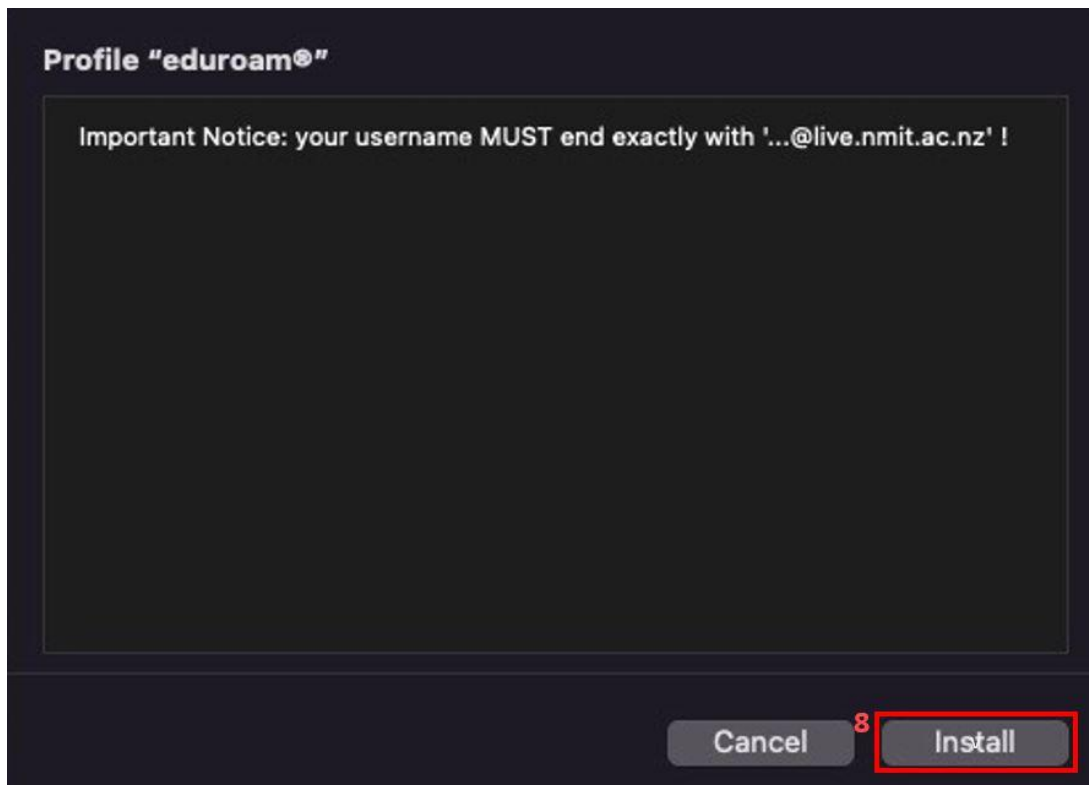 Profile “eduroam®”
Important Notice: your username MUST end exactly with '...@live.nmit.ac.nz' !
Cancel
8
Install